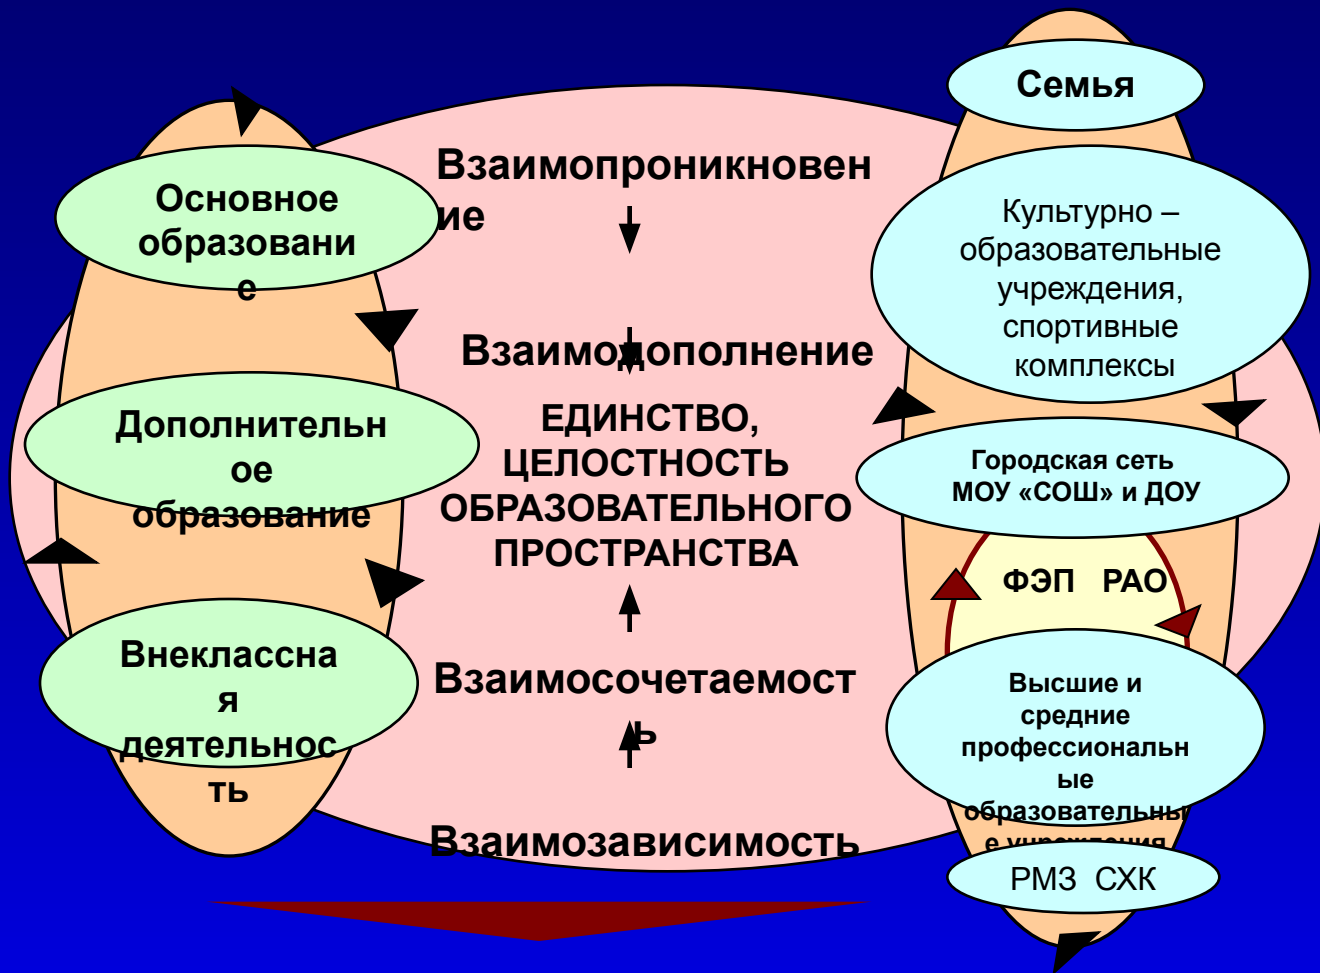 Семья
Взаимопроникновен
ие
Основное
образовани
е
Культурно –
образовательные
учреждения,
спортивные
комплексы
Взаимодополнение
Дополнительн
ое
образование
ЕДИНСТВО,
ЦЕЛОСТНОСТЬ
ОБРАЗОВАТЕЛЬНОГО
ПРОСТРАНСТВА
Городская сеть
МОУ «СОШ» и ДОУ
ФЭП РАО
Внеклассна
я
деятельнос
ть
Взаимосочетаемост
ь
Высшие и
средние
профессиональн
ые
образовательны
е учреждения
Взаимозависимость
РМЗ СХК